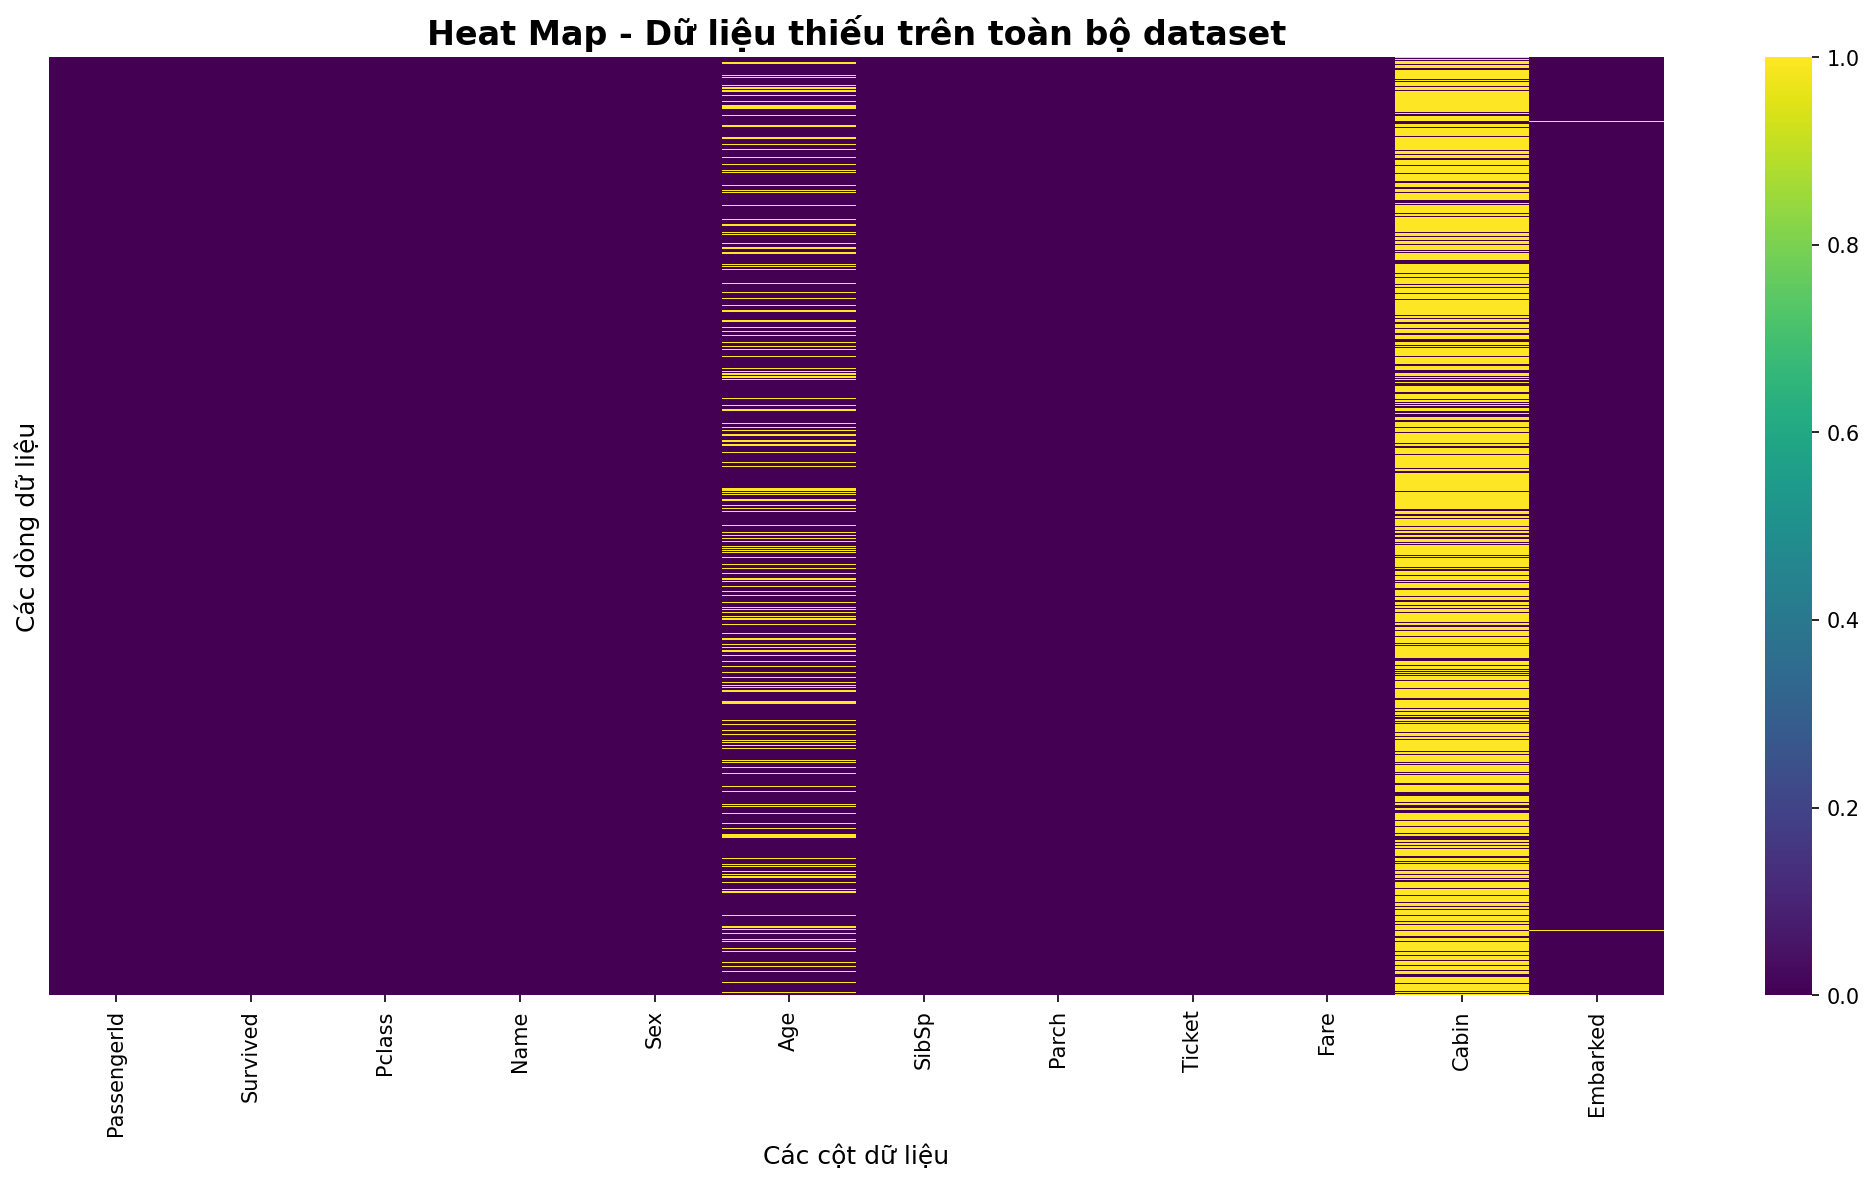 Heat Map - Dữ liệu thiếu trên toàn bộ dataset
Các dòng dữ liệu
1.0
0.8
0.6
0.4
0.2
0.0
PassengerId
Survived
Pclass
Name
Sex
Age
SibSp
Parch
Ticket
Fare
Cabin
Embarked
Các cột dữ liệu